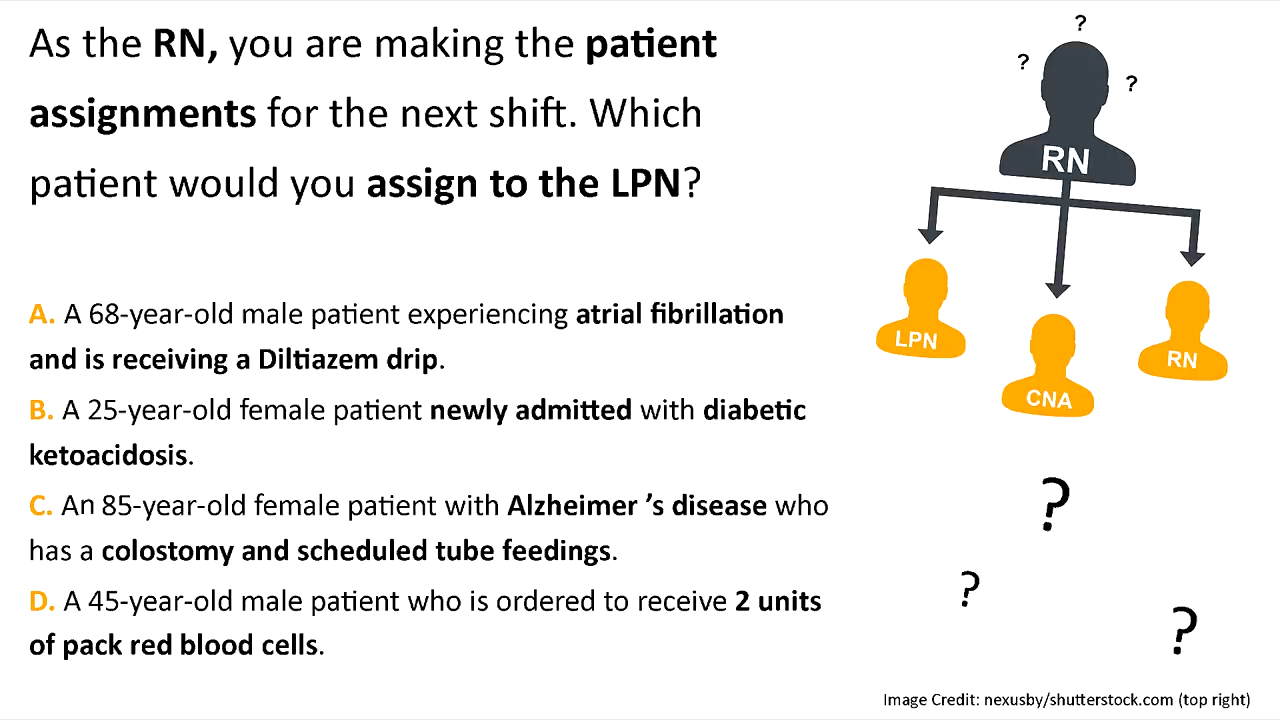 As the RN, you are making the patient
assignments for the next shift. Which
patient would you assign to the LPN?
A. A 68-year-old male patient experiencing atrial fibrillation
and is receiving a Diltiazem drip.
B. A 25-year-old female patient newly admitted with diabetic
ketoacidosis.
C. An 85-year-old female patient with Alzheimer ’s disease who
has a colostomy and scheduled tube feedings.
D. A 45-year-old male patient who is ordered to receive 2 units
of pack red blood cells.
?
? ?
RN
LPN
CNA
RN
?
?
?
Image Credit: nexusby/shutterstock.com (top right)